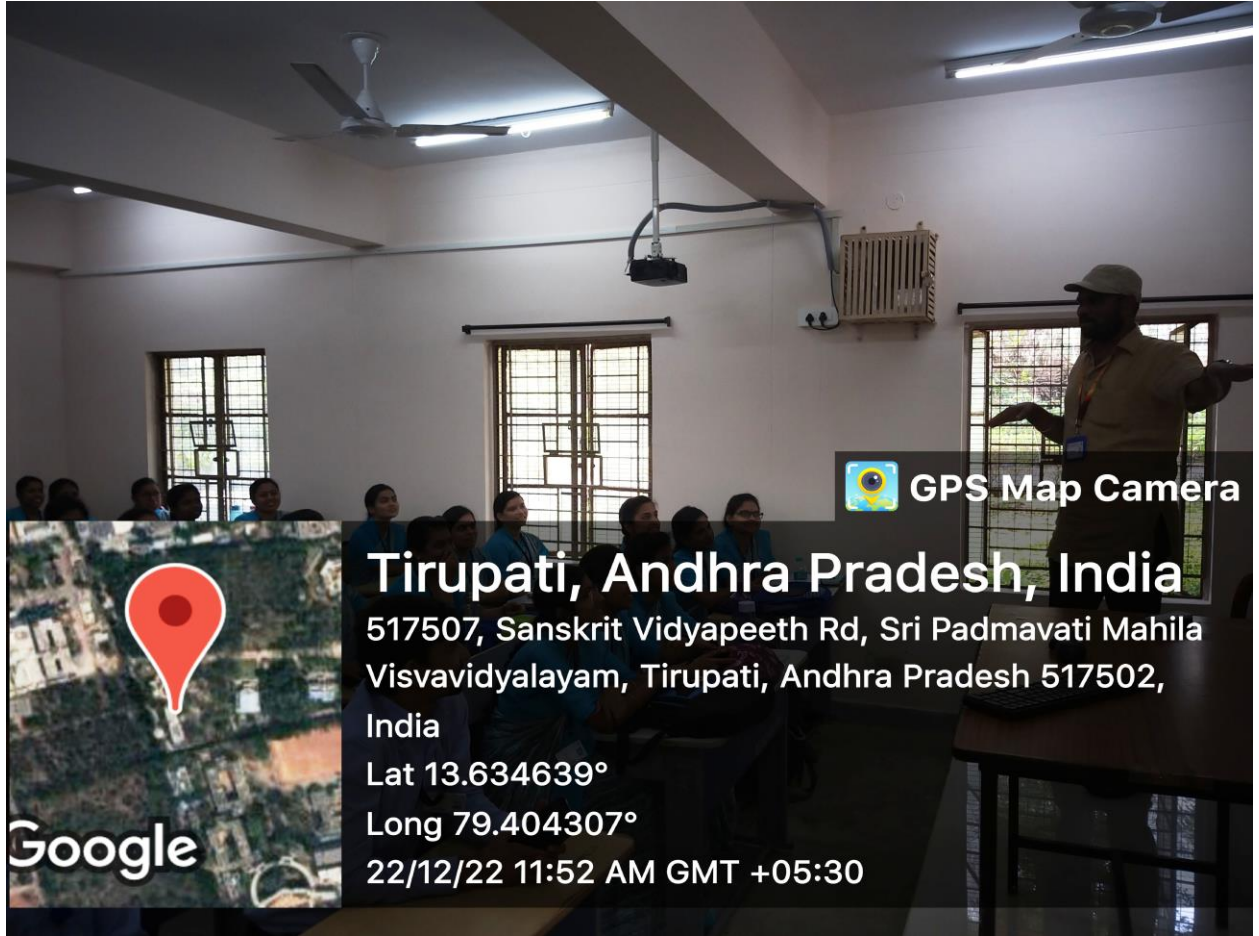 GPS Map Camera
Tirupati, Andhra Pradesh, India
517507, Sanskrit Vidyapeeth Rd, Sri Padmavati Mahila
Visvavidyalayam, Tirupati, Andhra Pradesh 517502,
India
Lat 13.634639°
Long 79.404307°
22/12/22 11:52 AM GMT +05:30
Google